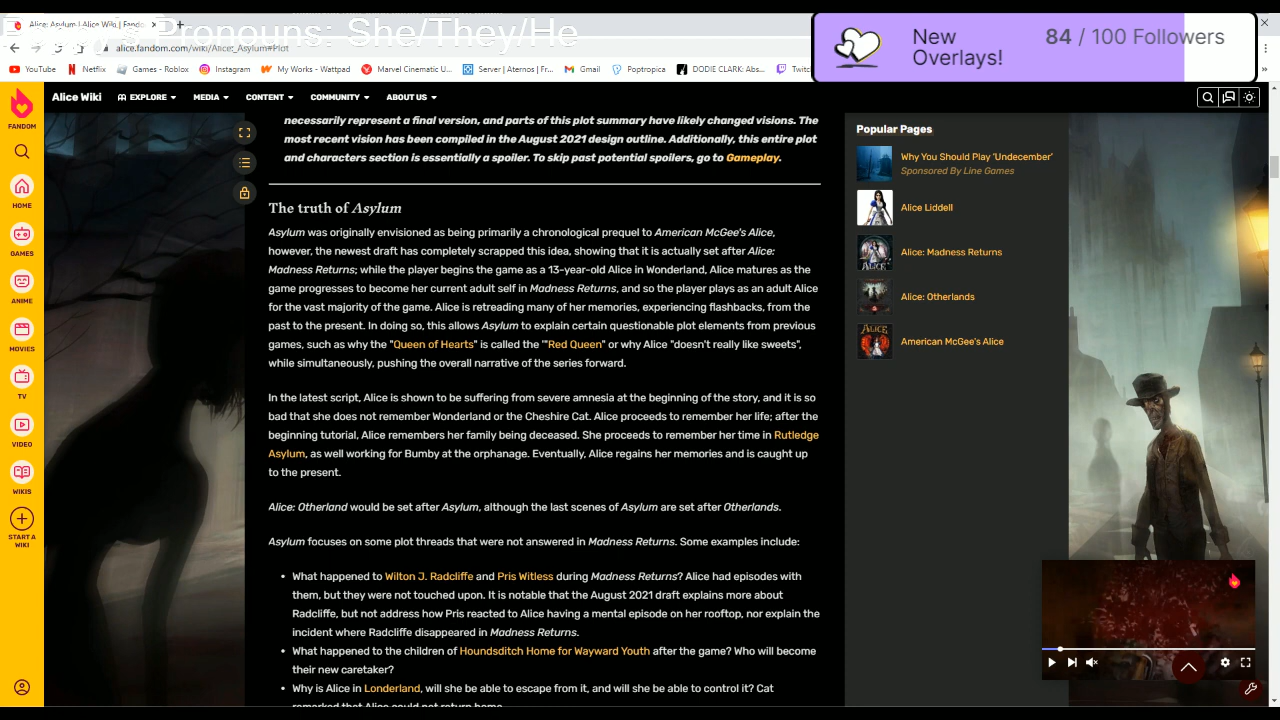 's Pronouns: She/They/He
Alice: Asylum | Alice Wiki | Fando
alice.fandom.com/wiki/Alice:_Asylum#Plot
New
Overlays!
84 / 100 Followers
YouTube
Netflix
Games - Roblox
Instagram
My Works - Wattpad
Marvel Cinematic U...
Server | Aternos | Fr...
Gmail
Poptropica
DODIE CLARK: Abs...
Twitc
FANDOM
Alice Wiki
EXPLORE
MEDIA
CONTENT
COMMUNITY
ABOUT US
HOME
GAMES
ANIME
MOVIES
TV
VIDEO
WIKIS
START A
WIKI
necessarily represent a final version, and parts of this plot summary have likely changed visions. The
most recent vision has been compiled in the August 2021 design outline. Additionally, this entire plot
and characters section is essentially a spoiler. To skip past potential spoilers, go to Gameplay.
The truth of Asylum
Asylum was originally envisioned as being primarily a chronological prequel to American McGee's Alice,
however, the newest draft has completely scrapped this idea, showing that it is actually set after Alice:
Madness Returns; while the player begins the game as a 13-year-old Alice in Wonderland, Alice matures as the
game progresses to become her current adult self in Madness Returns, and so the player plays as an adult Alice
for the vast majority of the game. Alice is retreading many of her memories, experiencing flashbacks, from the
past to the present. In doing so, this allows Asylum to explain certain questionable plot elements from previous
games, such as why the "Queen of Hearts" is called the '"Red Queen" or why Alice "doesn't really like sweets",
while simultaneously, pushing the overall narrative of the series forward.
In the latest script, Alice is shown to be suffering from severe amnesia at the beginning of the story, and it is so
bad that she does not remember Wonderland or the Cheshire Cat. Alice proceeds to remember her life; after the
beginning tutorial, Alice remembers her family being deceased. She proceeds to remember her time in Rutledge
Asylum, as well working for Bumby at the orphanage. Eventually, Alice regains her memories and is caught up
to the present.
Alice: Otherland would be set after Asylum, although the last scenes of Asylum are set after Otherlands.
Asylum focuses on some plot threads that were not answered in Madness Returns. Some examples include:
• What happened to Wilton J. Radcliffe and Pris Witless during Madness Returns? Alice had episodes with
them, but they were not touched upon. It is notable that the August 2021 draft explains more about
Radcliffe, but not address how Pris reacted to Alice having a mental episode on her rooftop, nor explain the
incident where Radcliffe disappeared in Madness Returns.
• What happened to the children of Houndsditch Home for Wayward Youth after the game? Who will become
their new caretaker?
• Why is Alice in Londerland, will she be able to escape from it, and will she be able to control it? Cat
remarked that Alice could not return home
Popular Pages
Why You Should Play 'Undecember'
Sponsored By Line Games
Alice Liddell
Alice: Madness Returns
Alice: Otherlands
American McGee's Alice